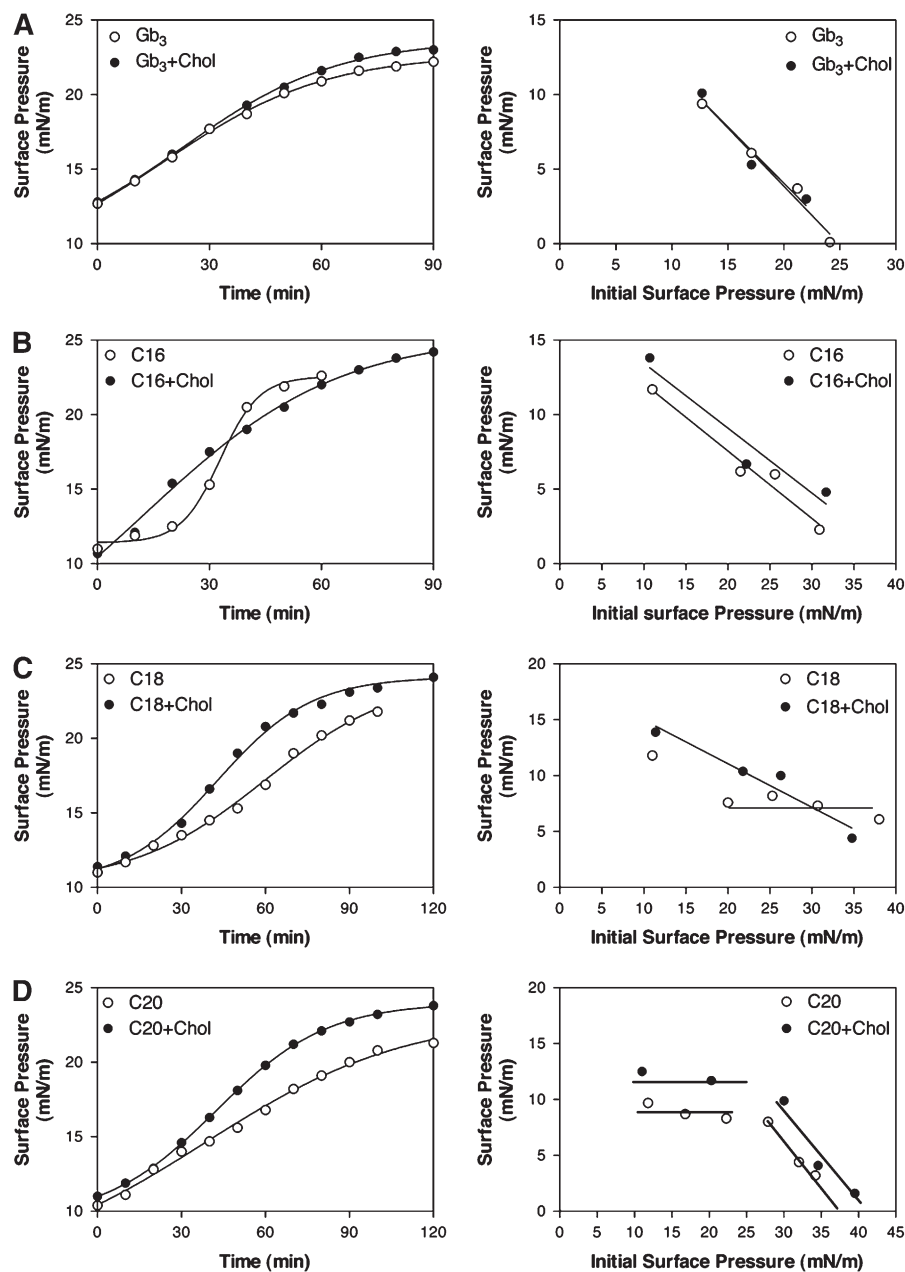 A
Surface Pressure
(mN/m)
25
20
15
10
Gb3
Gb3+Chol
0 30 60 90
Time (min)
Surface Pressure
(mN/m)
15
10
5
0
Gb3
Gb3+Chol
0 5 10 15 20 25 30
Initial Surface Pressure (mN/m)
B
Surface Pressure
(mN/m)
25
20
15
10
C16
C16+Chol
0 30 60 90
Time (min)
Surface Pressure
(mN/m)
15
10
5
0
C16
C16+Chol
0 5 10 15 20 25 30 35 40
Initial surface Pressure (mN/m)
C
Surface Pressure
(mN/m)
25
20
15
10
C18
C18+Chol
0 30 60 90 120
Time (min)
Surface Pressure
(mN/m)
20
15
10
5
0
C18
C18+Chol
0 5 10 15 20 25 30 35 40
Initial Surface Pressure (mN/m)
D
Surface Pressure
(mN/m)
25
20
15
10
C20
C20+Chol
0 30 60 90 120
Time (min)
Surface Pressure
(mN/m)
20
15
10
5
0
C20
C20+Chol
0 5 10 15 20 25 30 35 40 45
Initial Surface Pressure (mN/m)